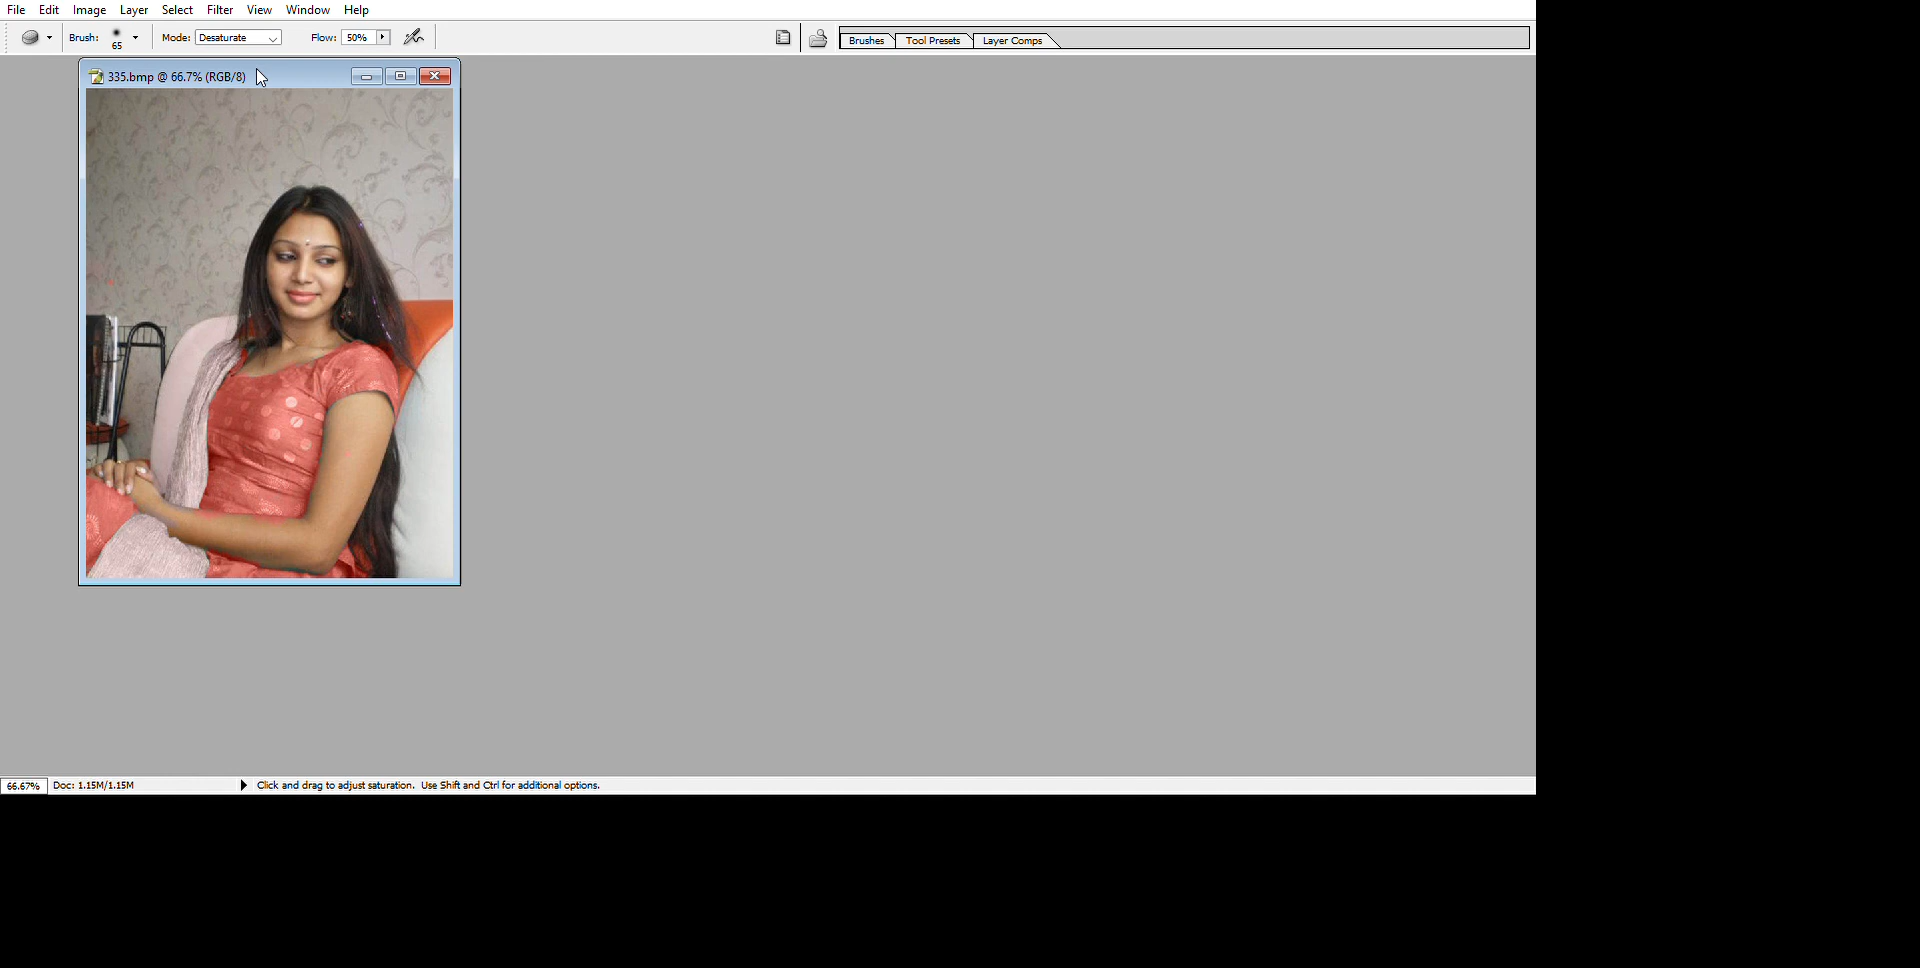 File Edit Image Layer Select Filter View Window Help
Brush: 65 Mode: Desaturate Flow: 50% Brushes Tool Presets Layer Comps
335.bmp @ 66.7% (RGB/8)
66.67% Doc: 1.15M/1.15M Click and drag to adjust saturation. Use Shift and Ctrl for additional options.